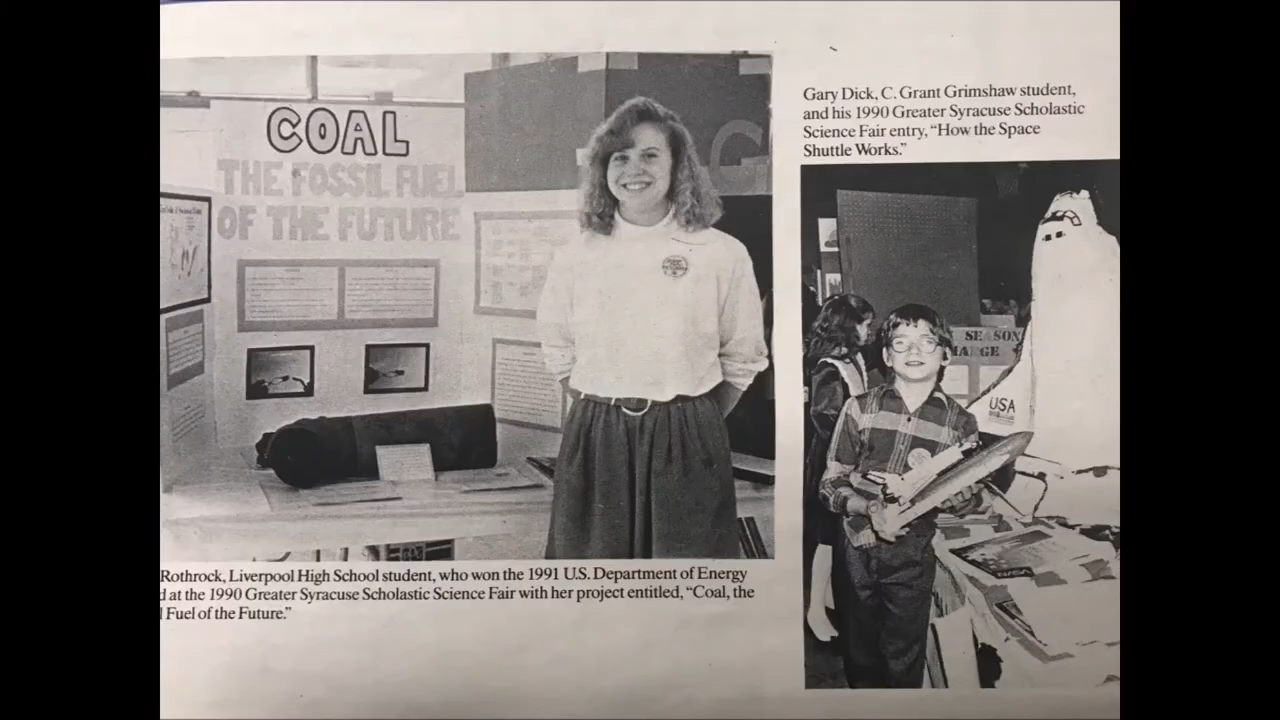 COAL
THE FOSSIL FUEL
OF THE FUTURE
Rothrock, Liverpool High School student, who won the 1991 U.S. Department of Energy
at the 1990 Greater Syracuse Scholastic Science Fair with her project entitled, “Coal, the
Fuel of the Future.”
Gary Dick, C. Grant Grimshaw student,
and his 1990 Greater Syracuse Scholastic
Science Fair entry, “How the Space
Shuttle Works.”
SEASON
USA